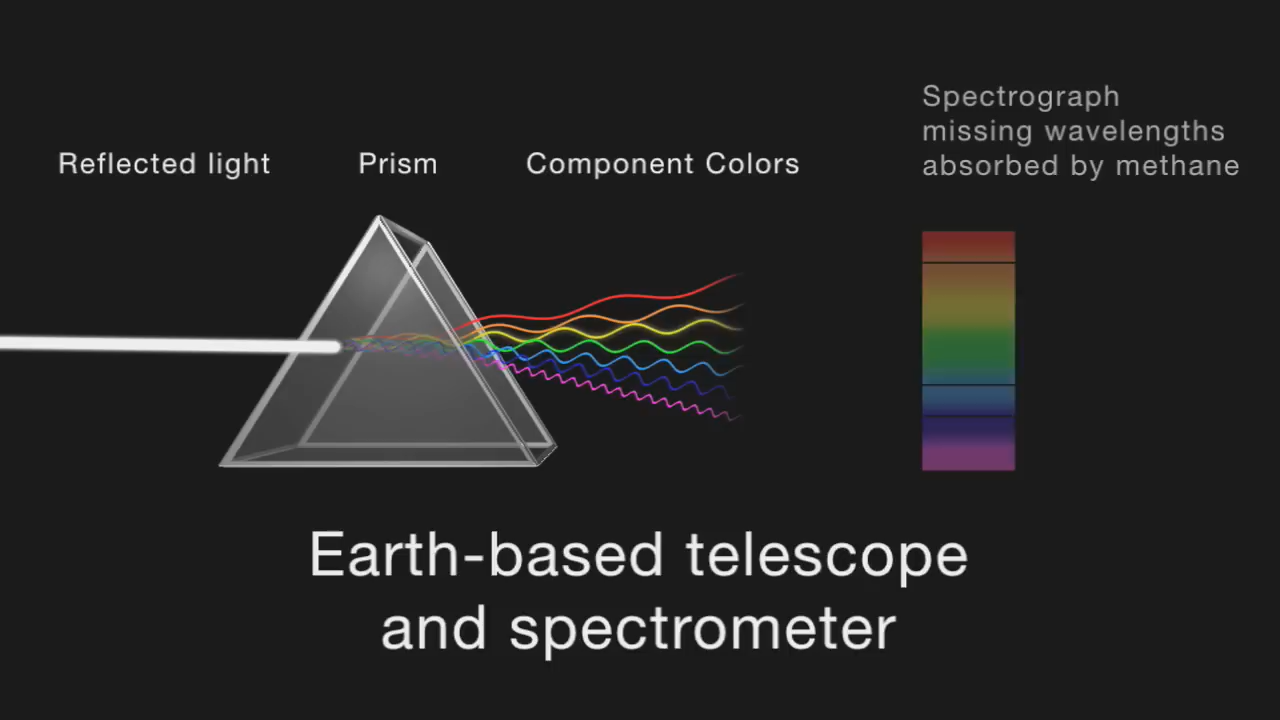 Reflected light
Prism
Component Colors
Spectrograph
missing wavelengths
absorbed by methane
Earth-based telescope
and spectrometer